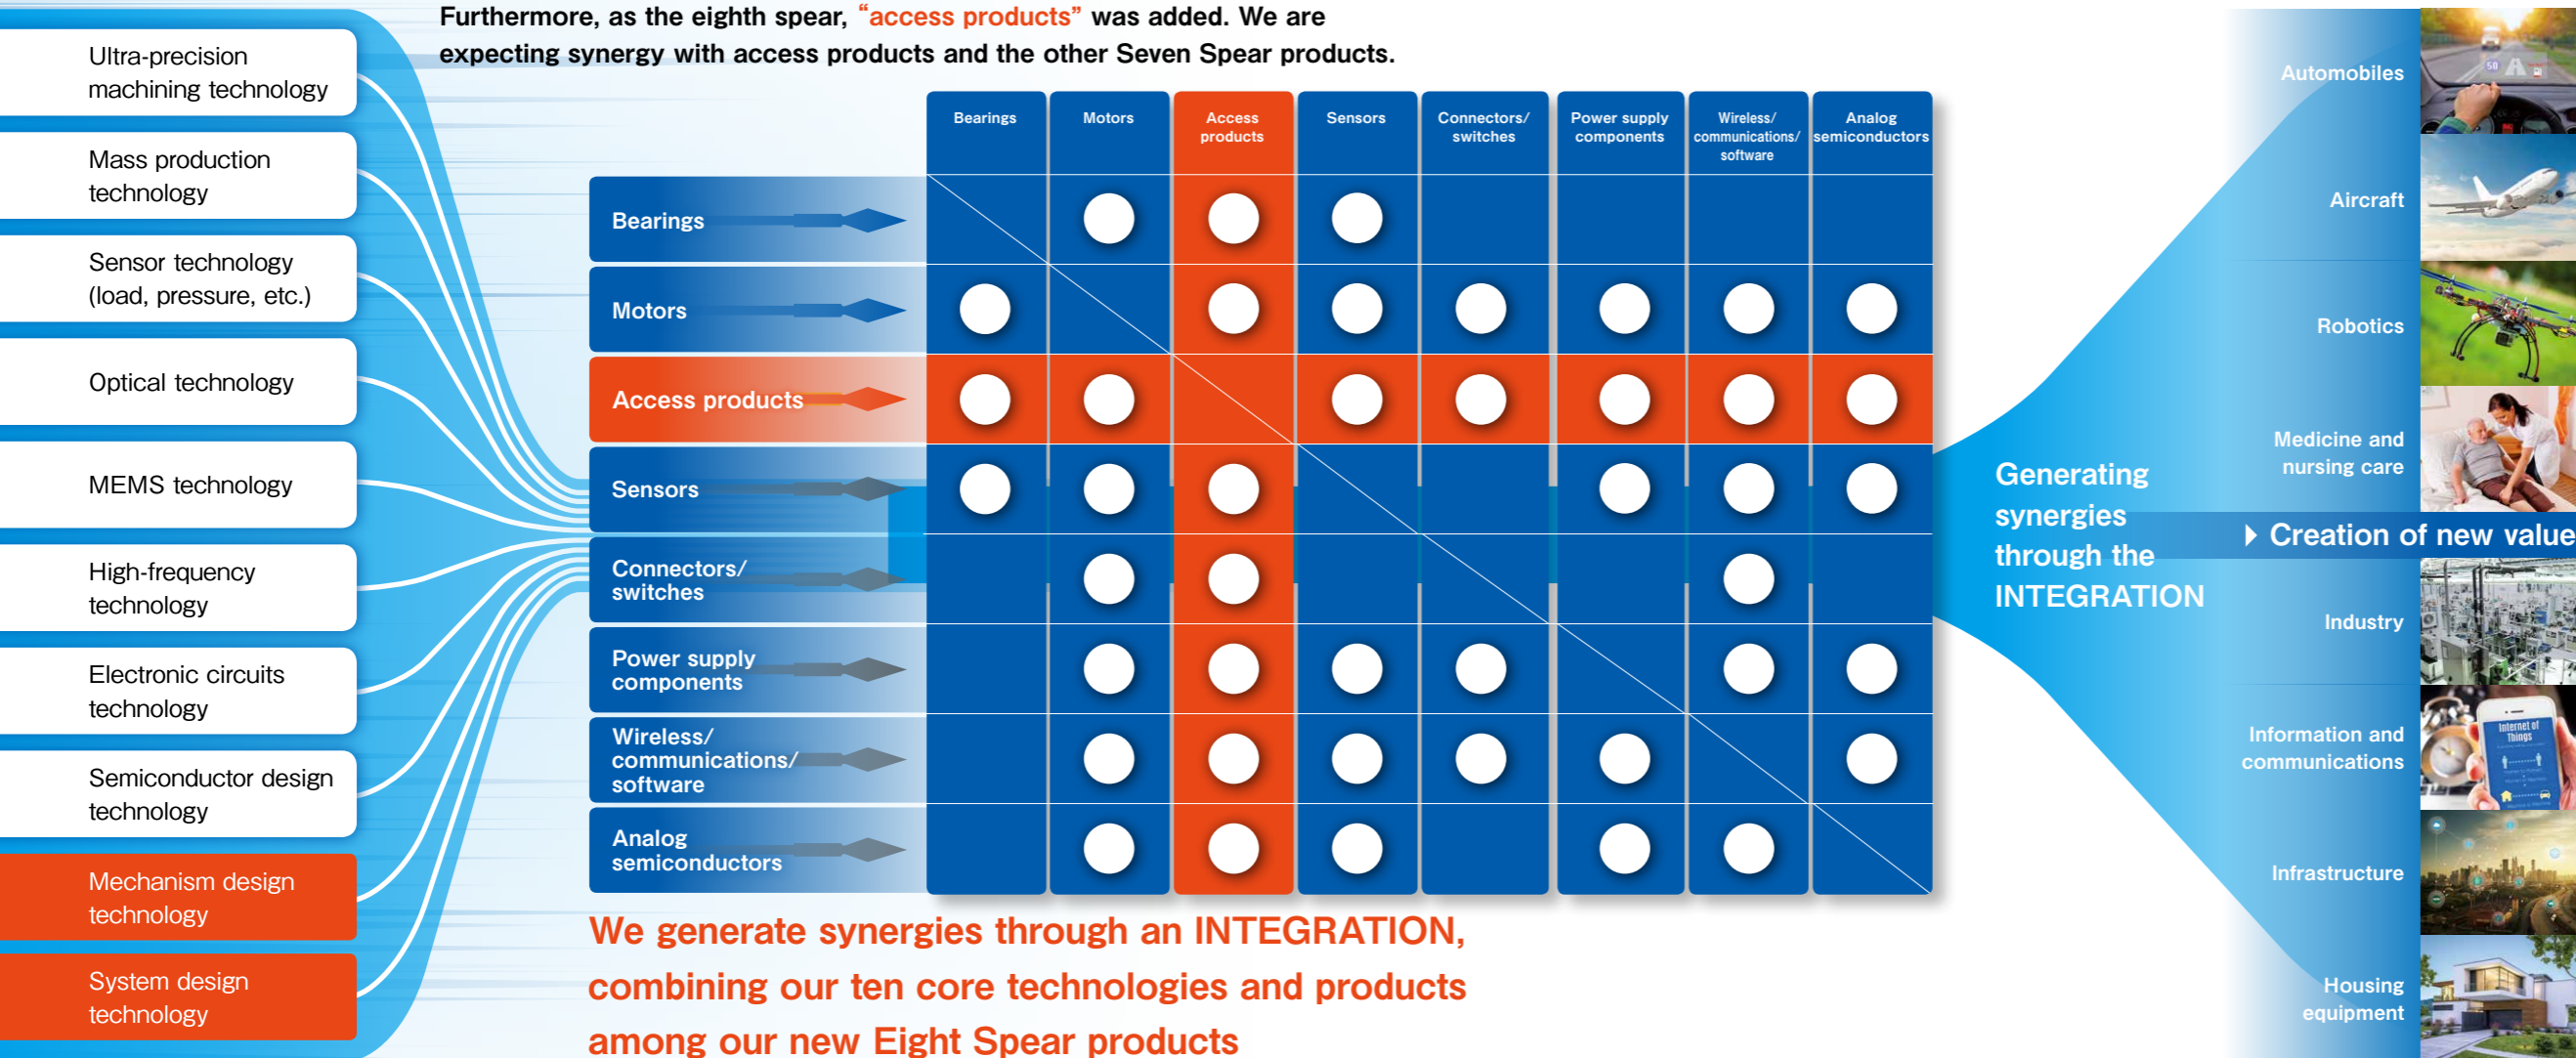 Furthermore, as the eighth spear, “access products” was added. We are
expecting synergy with access products and the other Seven Spear products.
Ultra-precision
machining technology
Mass production
technology
Sensor technology
(load, pressure, etc.)
Optical technology
MEMS technology
High-frequency
technology
Electronic circuits
technology
Semiconductor design
technology
Mechanism design
technology
System design
technology
Bearings
Motors
Access
products
Sensors
Connectors/
switches
Power supply
components
Wireless/
communications/
software
Analog
semiconductors
Bearings
Motors
Access products
Sensors
Connectors/
switches
Power supply
components
Wireless/
communications/
software
Analog
semiconductors
We generate synergies through an INTEGRATION,
combining our ten core technologies and products
among our new Eight Spear products
Generating
synergies
through the
INTEGRATION
Creation of new value
Automobiles
50
Aircraft
Robotics
Medicine and
nursing care
Industry
Information and
communications
Internet of
Things
Infrastructure
Housing
equipment